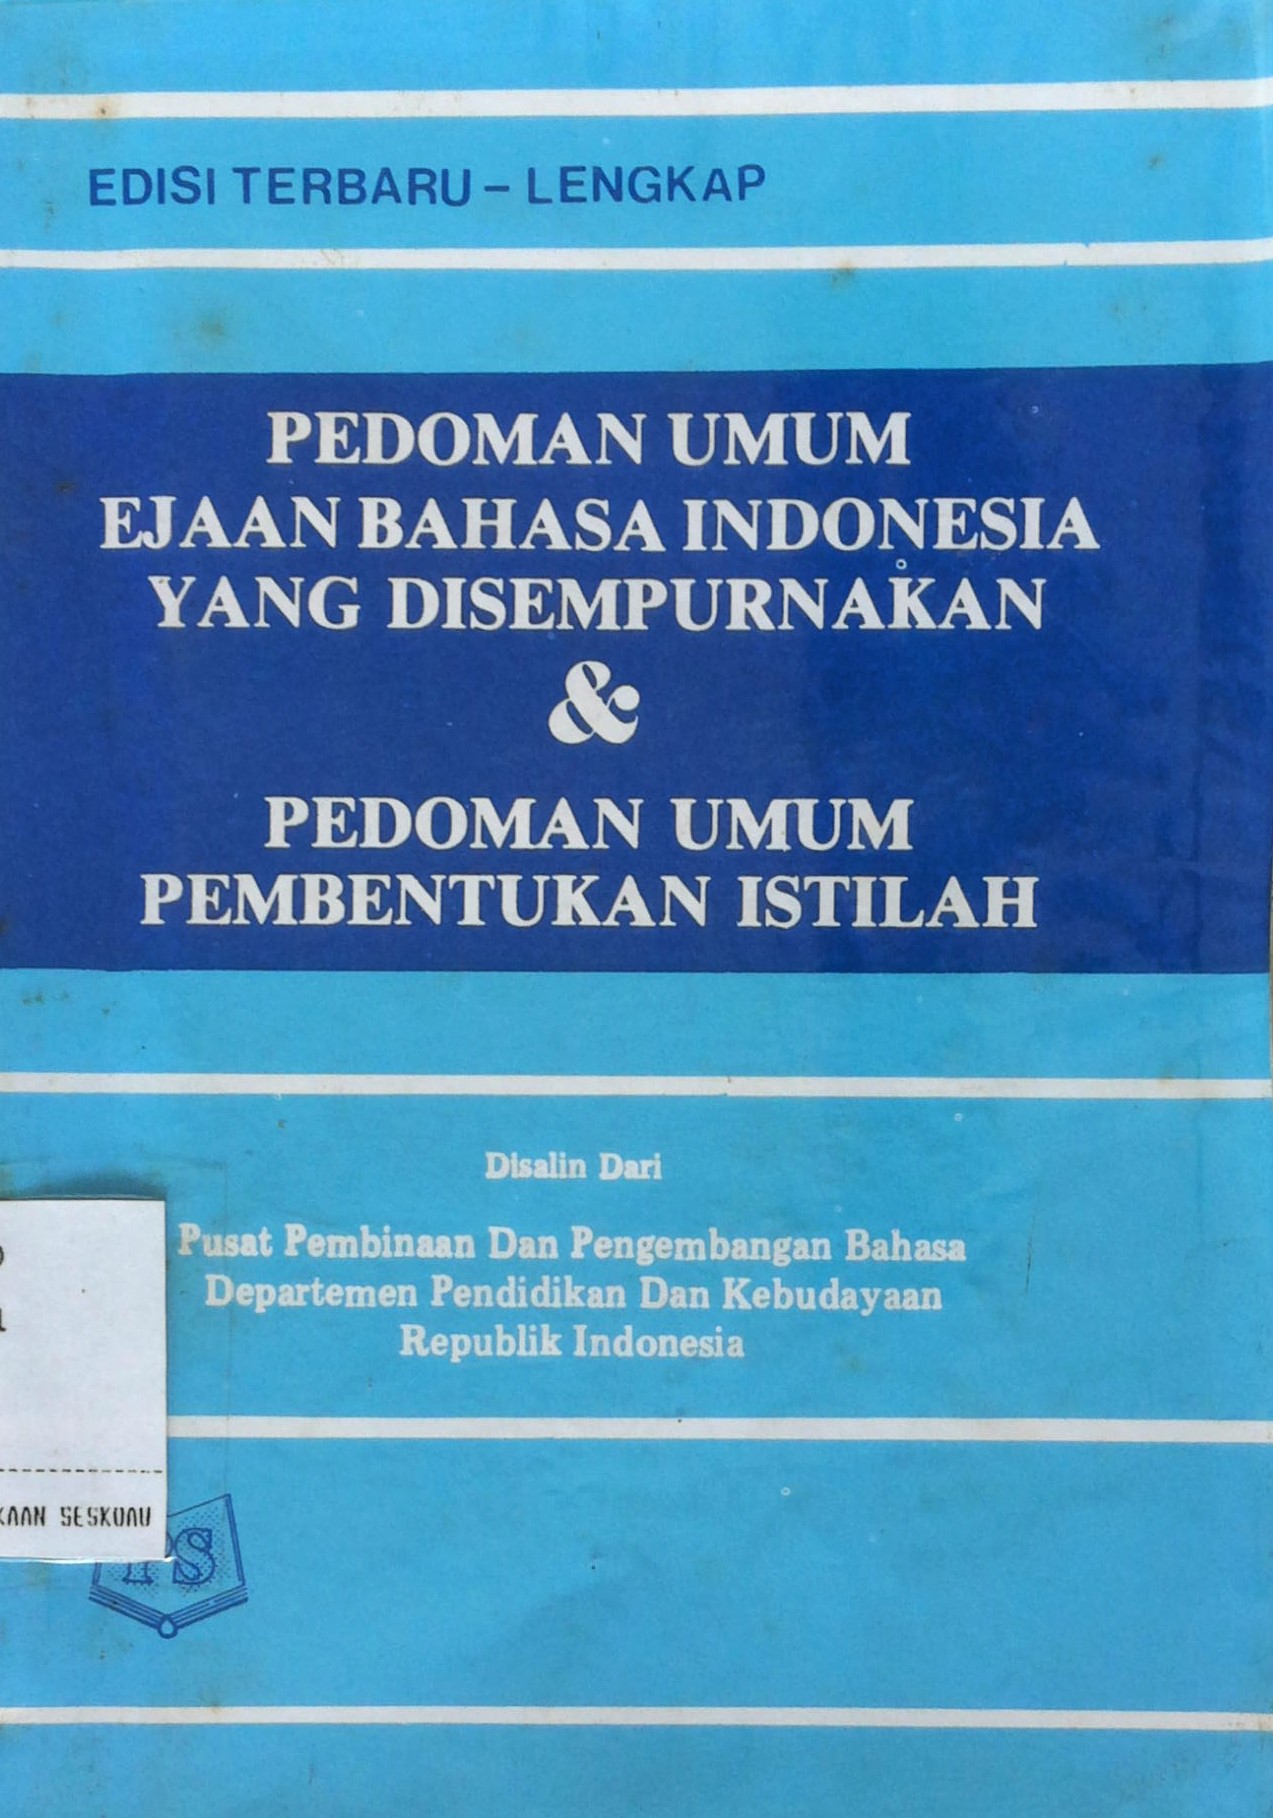 EDISI TERBARU – LENGKAP
PEDOMAN UMUM
EJAAN BAHASA INDONESIA
YANG DISEMPURNAKAN
&
PEDOMAN UMUM
PEMBENTUKAN ISTILAH
Disalin Dari
Pusat Pembinaan Dan Pengembangan Bahasa
Departemen Pendidikan Dan Kebudayaan
Republik Indonesia
SESKOAU